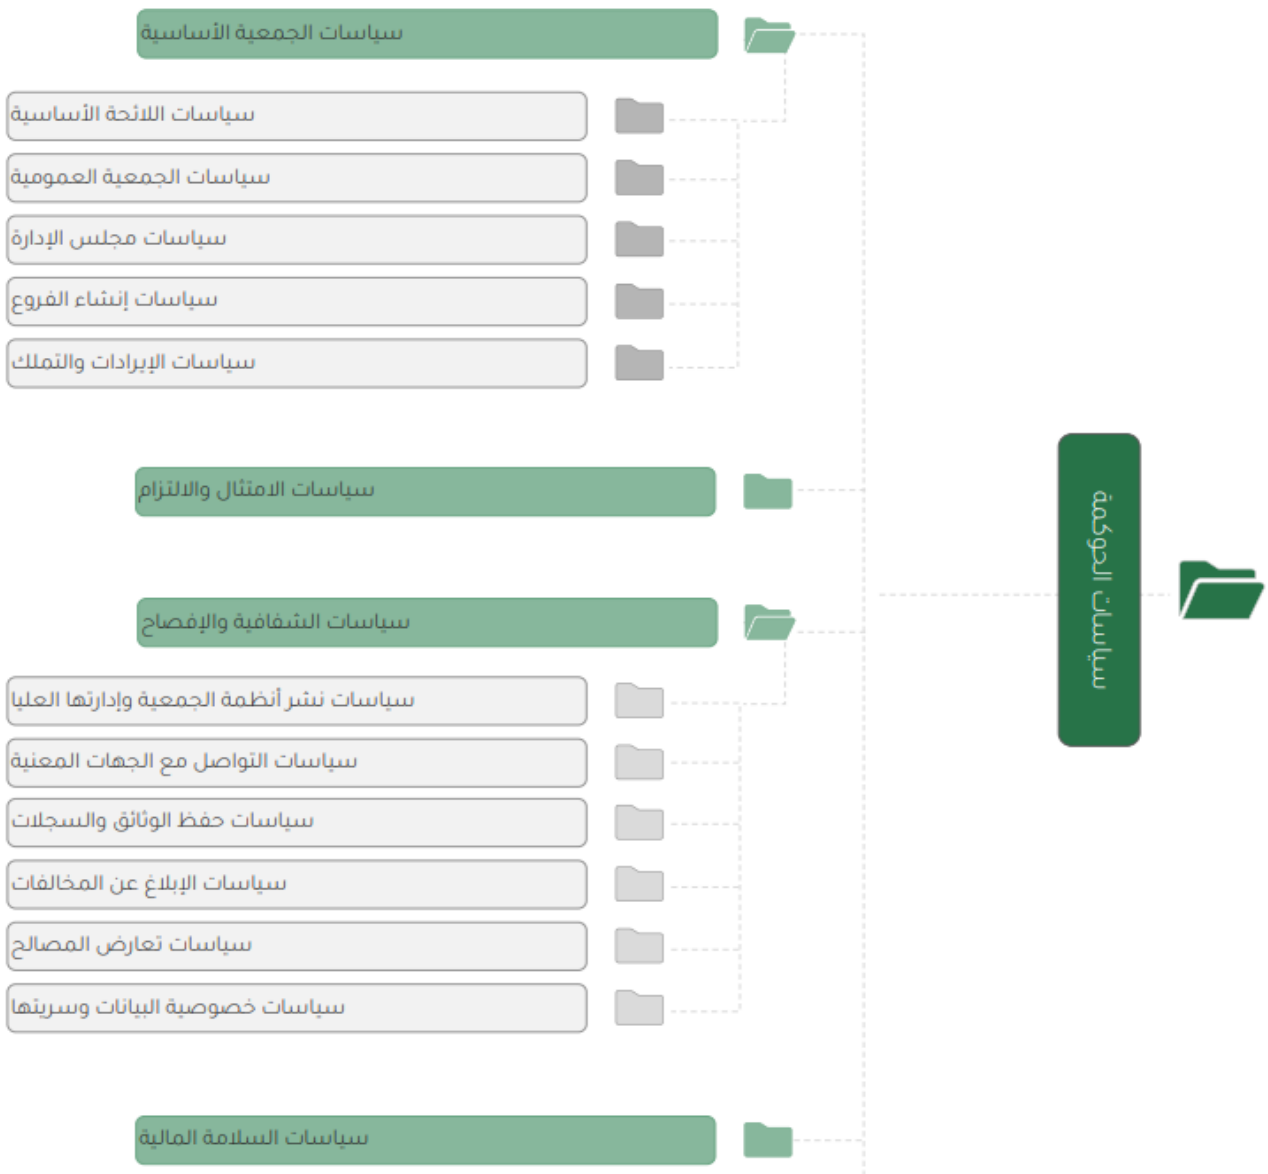 سياسات الحوكمة
سياسات الجمعية الأساسية
سياسات اللائحة الأساسية
سياسات الجمعية العمومية
سياسات مجلس الإدارة
سياسات إنشاء الفروع
سياسات الإيرادات والتملك
سياسات الامتثال والالتزام
سياسات الشفافية والإفصاح
سياسات نشر أنظمة الجمعية وإدارتها العليا
سياسات التواصل مع الجهات المعنية
سياسات حفظ الوثائق والسجلات
سياسات الإبلاغ عن المخالفات
سياسات تعارض المصالح
سياسات خصوصية البيانات وسريتها
سياسات السلامة المالية